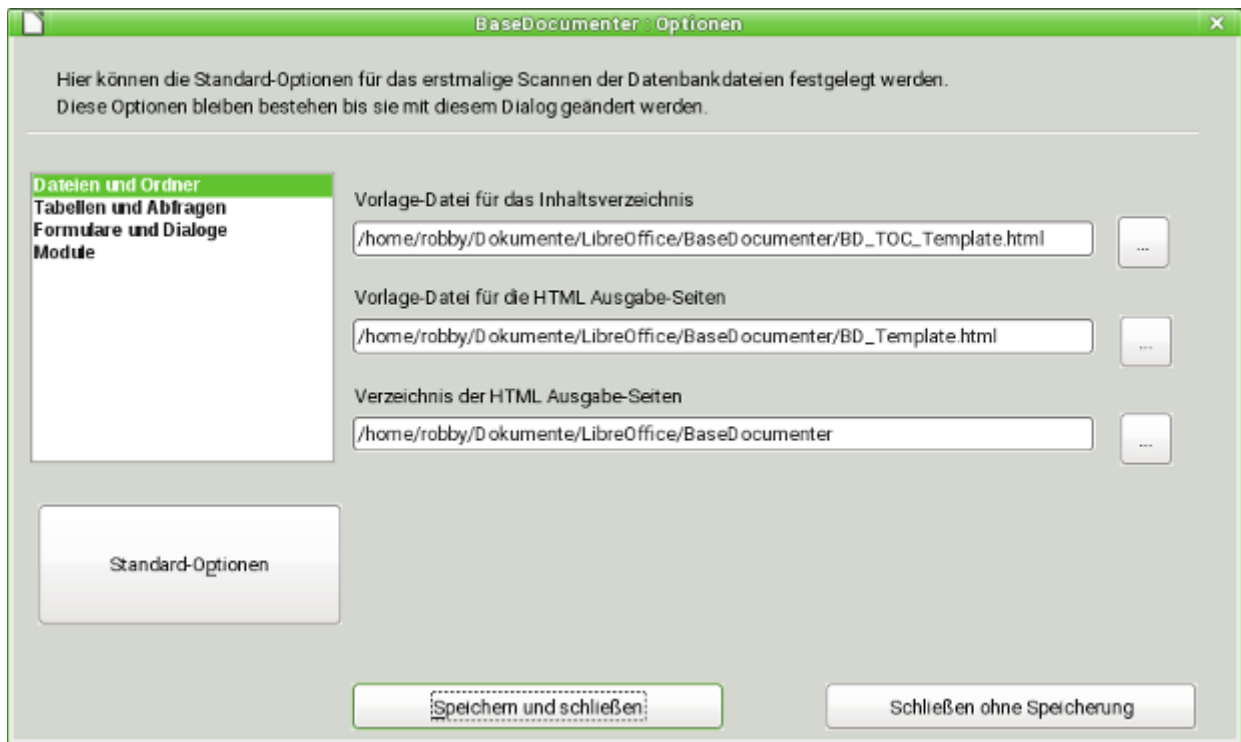 BaseDocumenter : Optionen
Hier können die Standard-Optionen für das erstmalige Scannen der Datenbankdateien festgelegt werden.
Diese Optionen bleiben bestehen bis sie mit diesem Dialog geändert werden.
Dateien und Ordner
Tabellen und Abfragen
Formulare und Dialoge
Module
Vorlage-Datei für das Inhaltsverzeichnis
/home/robby/Dokumente/LibreOffice/BaseDocumenter/BD_TOC_Template.html
...
Vorlage-Datei für die HTML Ausgabe-Seiten
/home/robby/Dokumente/LibreOffice/BaseDocumenter/BD_Template.html
...
Verzeichnis der HTML Ausgabe-Seiten
/home/robby/Dokumente/LibreOffice/BaseDocumenter
...
Standard-Optionen
Speichern und schließen
Schließen ohne Speicherung